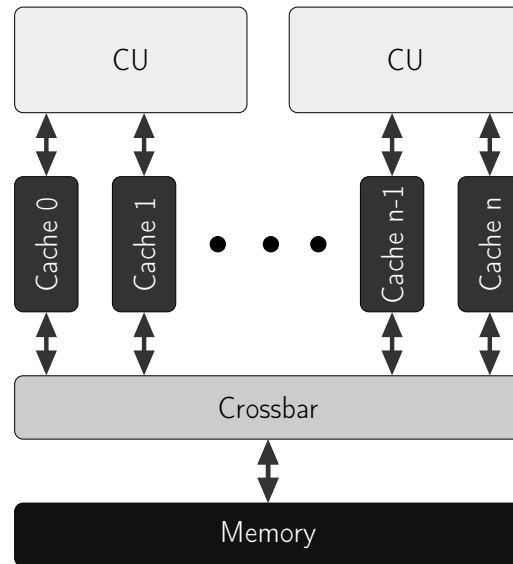 CU
CU
Cache 0
Cache 1
Cache n-1
Cache n
Crossbar
Memory